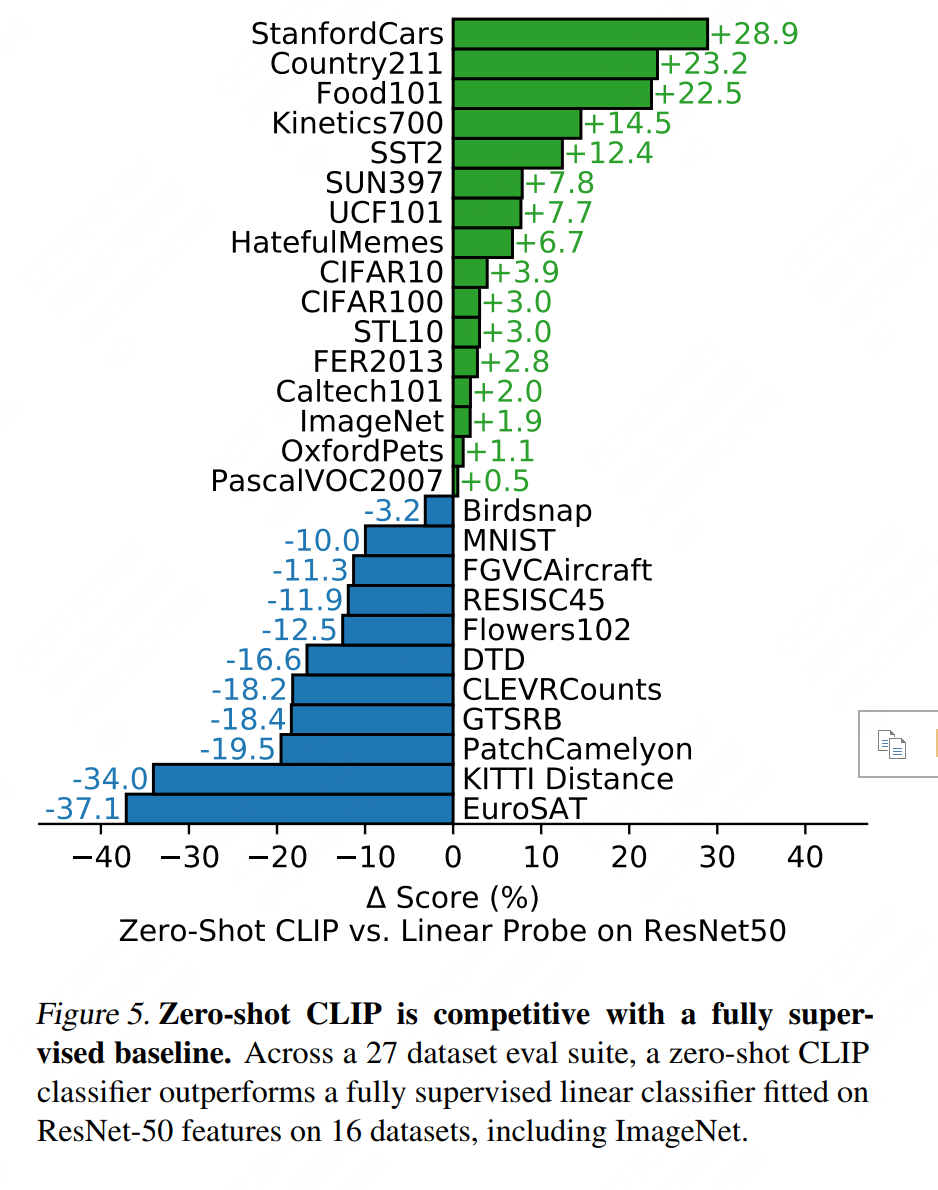 StanfordCars +28.9
Country211 +23.2
Food101 +22.5
Kinetics700 +14.5
SST2 +12.4
SUN397 +7.8
UCF101 +7.7
HatefulMemes +6.7
CIFAR10 +3.9
CIFAR100 +3.0
STL10 +3.0
FER2013 +2.8
Caltech101 +2.0
ImageNet +1.9
OxfordPets +1.1
PascalVOC2007 +0.5
-3.2 Birdsnap
-10.0 MNIST
-11.3 FGVCAircraft
-11.9 RESISC45
-12.5 Flowers102
-16.6 DTD
-18.2 CLEVRCounts
-18.4 GTSRB
-19.5 PatchCamelyon
-34.0 KITTI Distance
-37.1 EuroSAT
−40 −30 −20 −10 0 10 20 30 40
Δ Score (%)
Zero-Shot CLIP vs. Linear Probe on ResNet50
Figure 5. Zero-shot CLIP is competitive with a fully super-
vised baseline. Across a 27 dataset eval suite, a zero-shot CLIP
classifier outperforms a fully supervised linear classifier fitted on
ResNet-50 features on 16 datasets, including ImageNet.